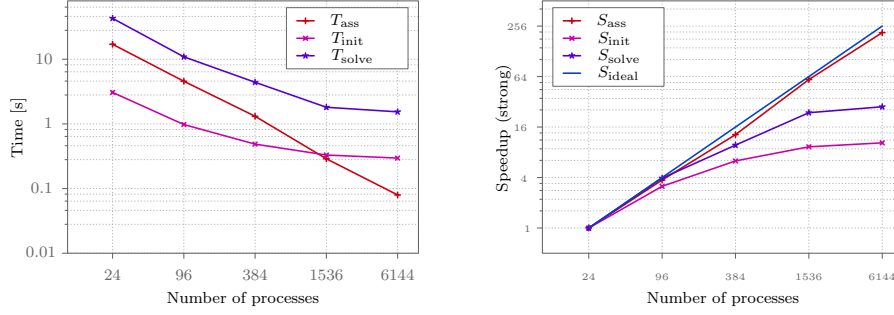 10
1
0.1
0.01
Time [s]
T_ass
T_init
T_solve
24 96 384 1536 6144
Number of processes
256
64
16
4
1
Speedup (strong)
S_ass
S_init
S_solve
S_ideal
24 96 384 1536 6144
Number of processes